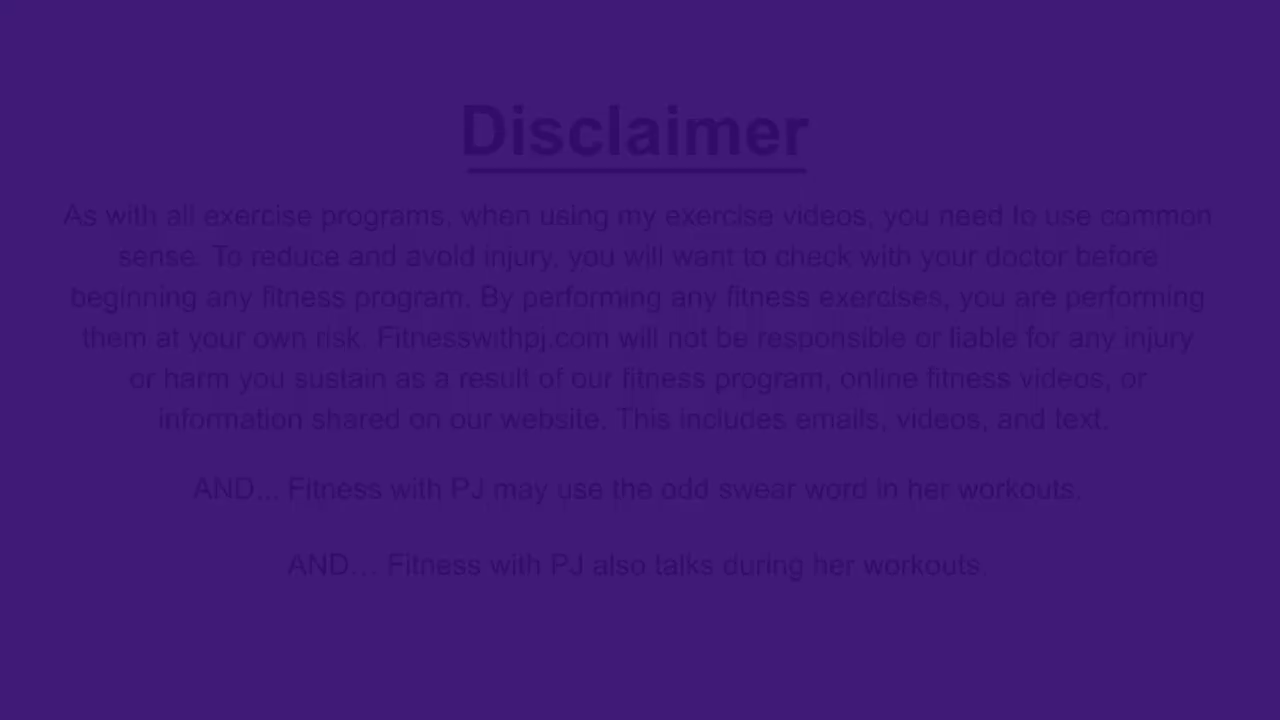 Disclaimer
As with all exercise programs, when using my exercise videos, you need to use common
sense. To reduce and avoid injury, you will want to check with your doctor before
beginning any fitness program. By performing any fitness exercises, you are performing
them at your own risk. Fitnesswithpj.com will not be responsible or liable for any injury
or harm you sustain as a result of our fitness program, online fitness videos, or
information shared on our website. This includes emails, videos, and text.
AND... Fitness with PJ may use the odd swear word in her workouts.
AND... Fitness with PJ also talks during her workouts.